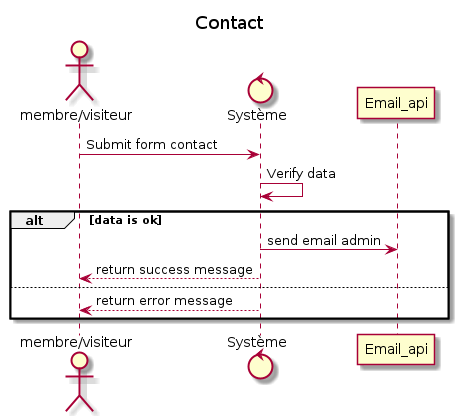 Contact
membre/visiteur
Système
Email_api
Submit form contact
Verify data
alt
[data is ok]
send email admin
return success message
return error message
membre/visiteur
Système
Email_api